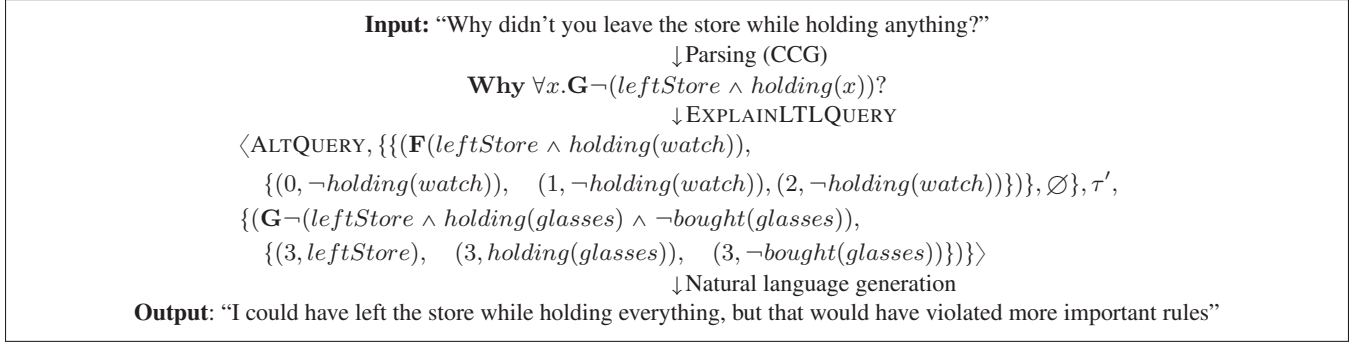 Input: “Why didn’t you leave the store while holding anything?”
↓Parsing (CCG)
Why ∀x.G¬(leftStore ∧ holding(x))?
↓EXPLAINLTLQUERY
⟨ALTQUERY, {{(F(leftStore ∧ holding(watch)),
{(0, ¬holding(watch)), (1, ¬holding(watch)), (2, ¬holding(watch))})}, ∅}, τ′,
{(G¬(leftStore ∧ holding(glasses) ∧ ¬bought(glasses)),
{(3, leftStore), (3, holding(glasses)), (3, ¬bought(glasses))})}⟩
↓Natural language generation
Output: “I could have left the store while holding everything, but that would have violated more important rules”